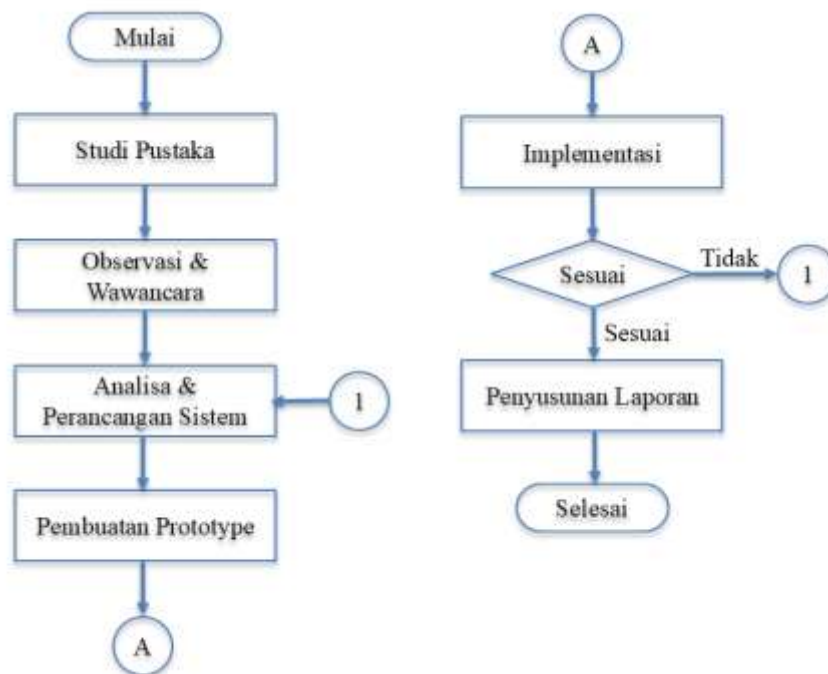 Mulai
Studi Pustaka
Observasi &
Wawancara
Analisa &
Perancangan Sistem
1
Pembuatan Prototype
A
A
Implementasi
Sesuai
Tidak
1
Sesuai
Penyusunan Laporan
Selesai